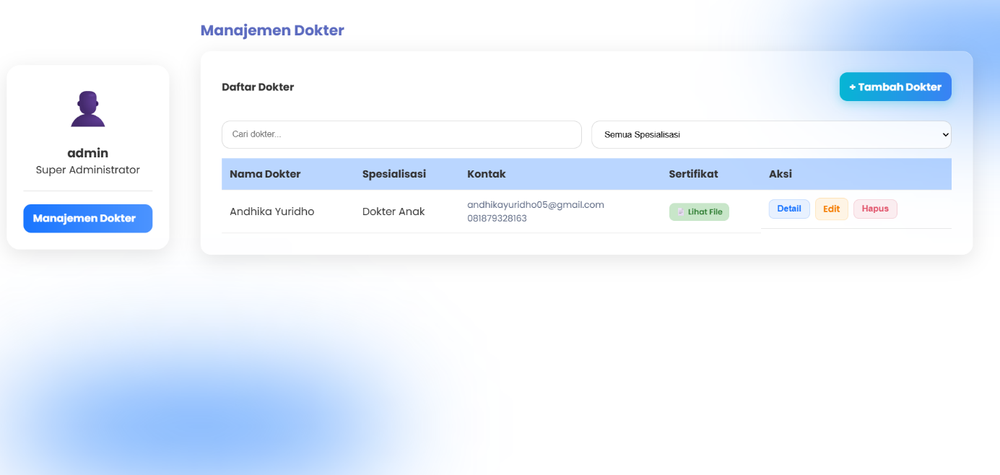 Manajemen Dokter
admin
Super Administrator
Manajemen Dokter
Daftar Dokter
+ Tambah Dokter
Cari dokter...
Semua Spesialisasi
Nama Dokter Spesialisasi Kontak Sertifikat Aksi
Andhika Yuridho Dokter Anak andhikayuridho05@gmail.com Lihat File Detail Edit Hapus
081879328163